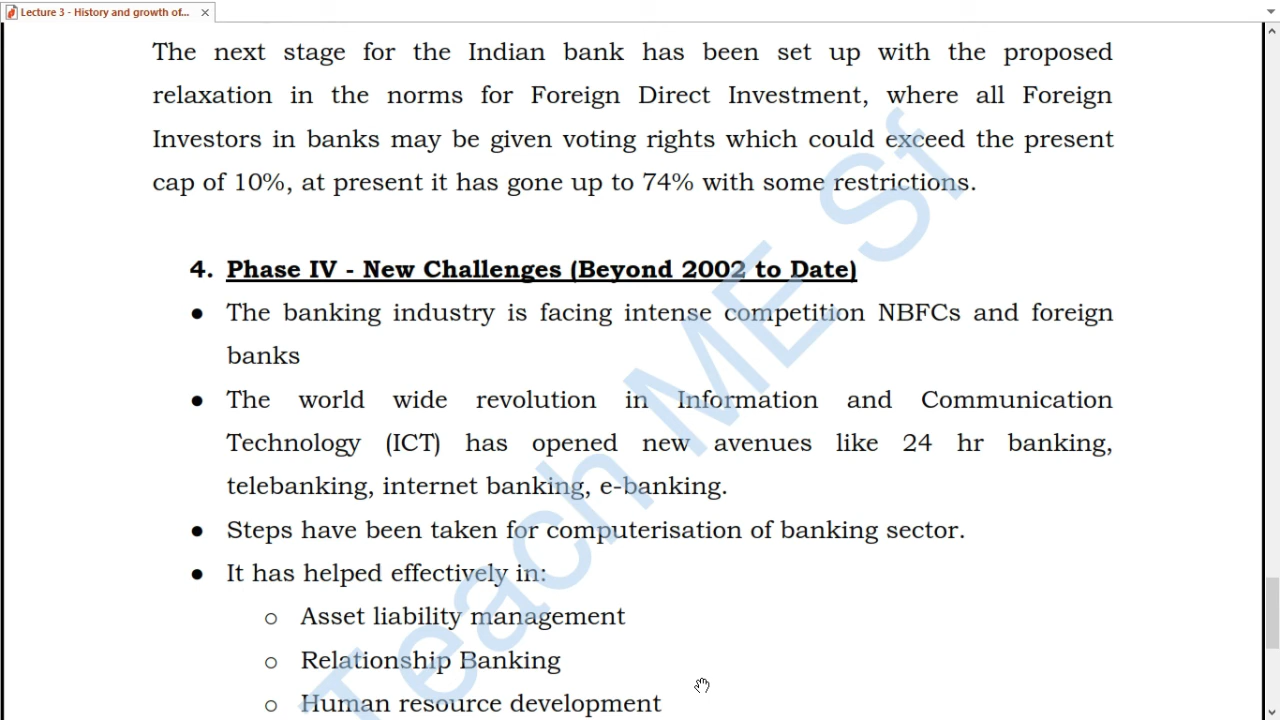 Lecture 3 - History and growth of...
The next stage for the Indian bank has been set up with the proposed
relaxation in the norms for Foreign Direct Investment, where all Foreign
Investors in banks may be given voting rights which could exceed the present
cap of 10%, at present it has gone up to 74% with some restrictions.
4. Phase IV - New Challenges (Beyond 2002 to Date)
● The banking industry is facing intense competition NBFCs and foreign
banks
● The world wide revolution in Information and Communication
Technology (ICT) has opened new avenues like 24 hr banking,
telebanking, internet banking, e-banking.
● Steps have been taken for computerisation of banking sector.
● It has helped effectively in:
○ Asset liability management
○ Relationship Banking
○ Human resource development
Teach ME Sf